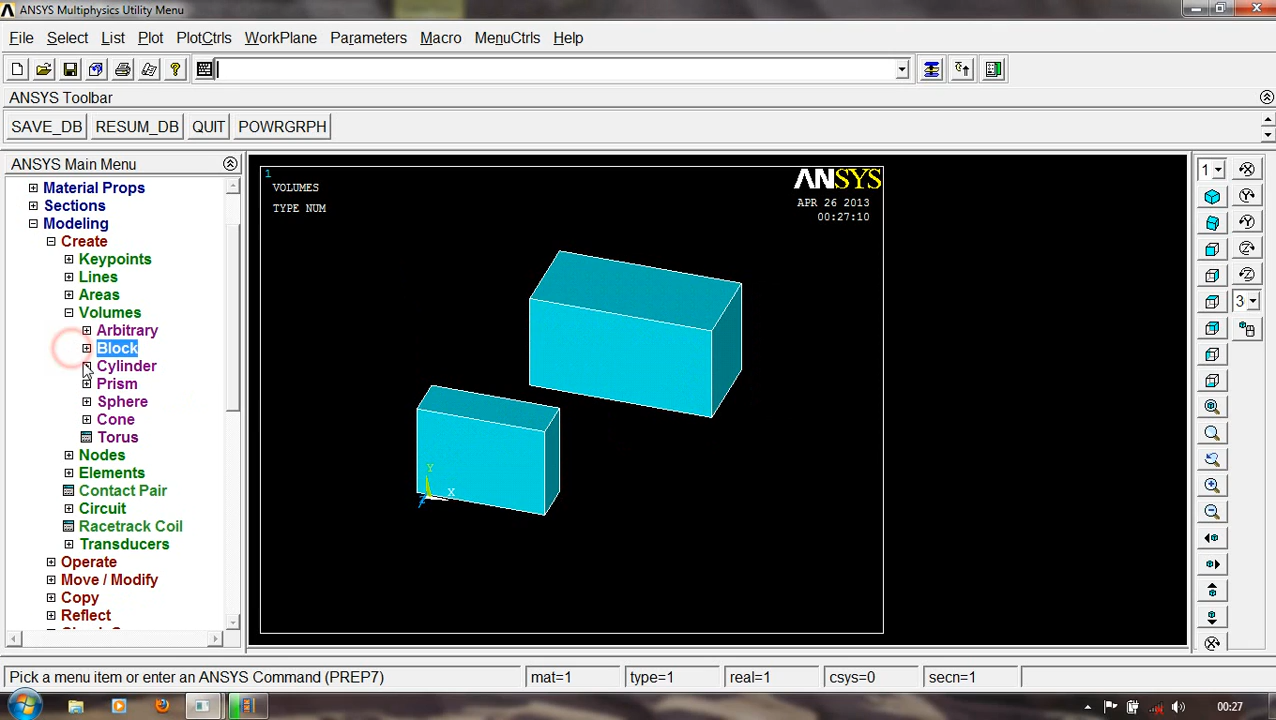 ANSYS Multiphysics Utility Menu
File Select List Plot PlotCtrls WorkPlane Parameters Macro MenuCtrls Help
ANSYS Toolbar
SAVE_DB RESUM_DB QUIT POWRGRPH
ANSYS Main Menu
Material Props
Sections
Modeling
Create
Keypoints
Lines
Areas
Volumes
Arbitrary
Block
Cylinder
Prism
Sphere
Cone
Torus
Nodes
Elements
Contact Pair
Circuit
Racetrack Coil
Transducers
Operate
Move / Modify
Copy
Reflect
1
VOLUMES
TYPE NUM
ANSYS
APR 26 2013
00:27:10
Y
X
Z
1
3
Pick a menu item or enter an ANSYS Command (PREP7) mat=1 type=1 real=1 csys=0 secn=1
00:27